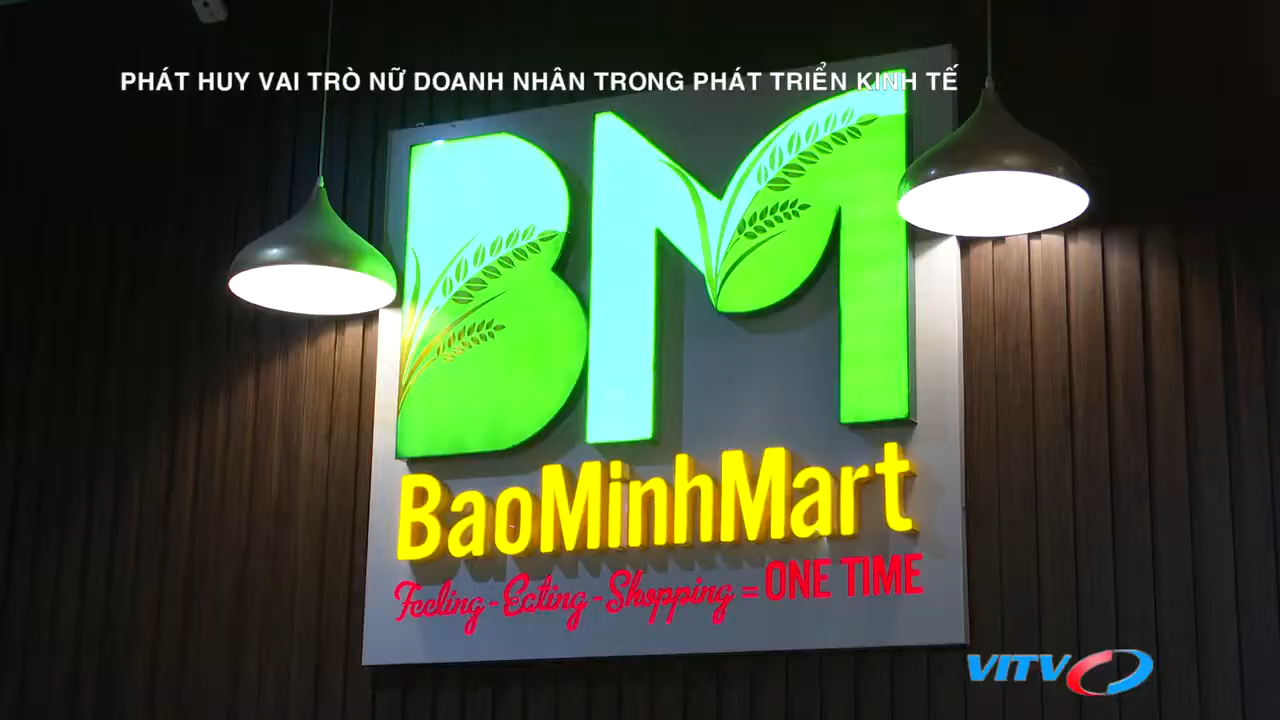 PHÁT HUY VAI TRÒ NỮ DOANH NHÂN TRONG PHÁT TRIỂN KINH TẾ
BM
BaoMinhMart
Feeling - Eating - Shopping = ONE TIME
VITV